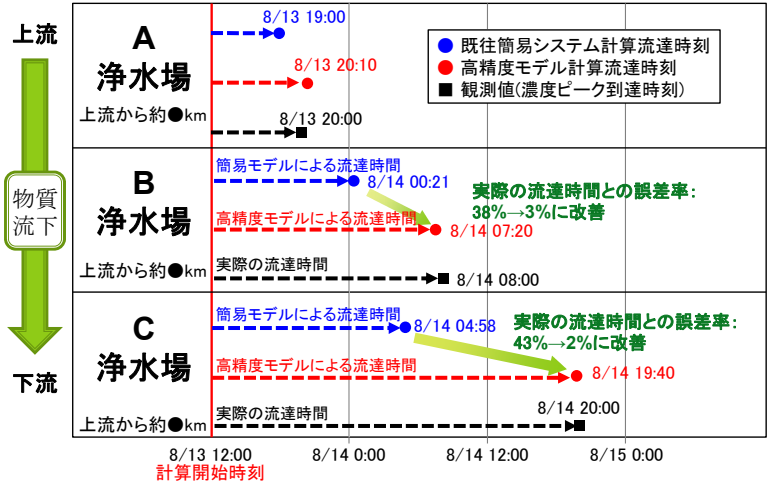 上流
物質
流下
下流
● 既往簡易システム計算流達時刻
● 高精度モデル計算流達時刻
■ 観測値(濃度ピーク到達時刻)
A
浄水場
上流から約●km
8/13 19:00
8/13 20:10
8/13 20:00
B
浄水場
上流から約●km
簡易モデルによる流達時間
8/14 00:21
高精度モデルによる流達時間
8/14 07:20
実際の流達時間
8/14 08:00
実際の流達時間との誤差率:
38%→3%に改善
C
浄水場
上流から約●km
簡易モデルによる流達時間
8/14 04:58
高精度モデルによる流達時間
8/14 19:40
実際の流達時間
8/14 20:00
実際の流達時間との誤差率:
43%→2%に改善
8/13 12:00
8/14 0:00
8/14 12:00
8/15 0:00
計算開始時刻